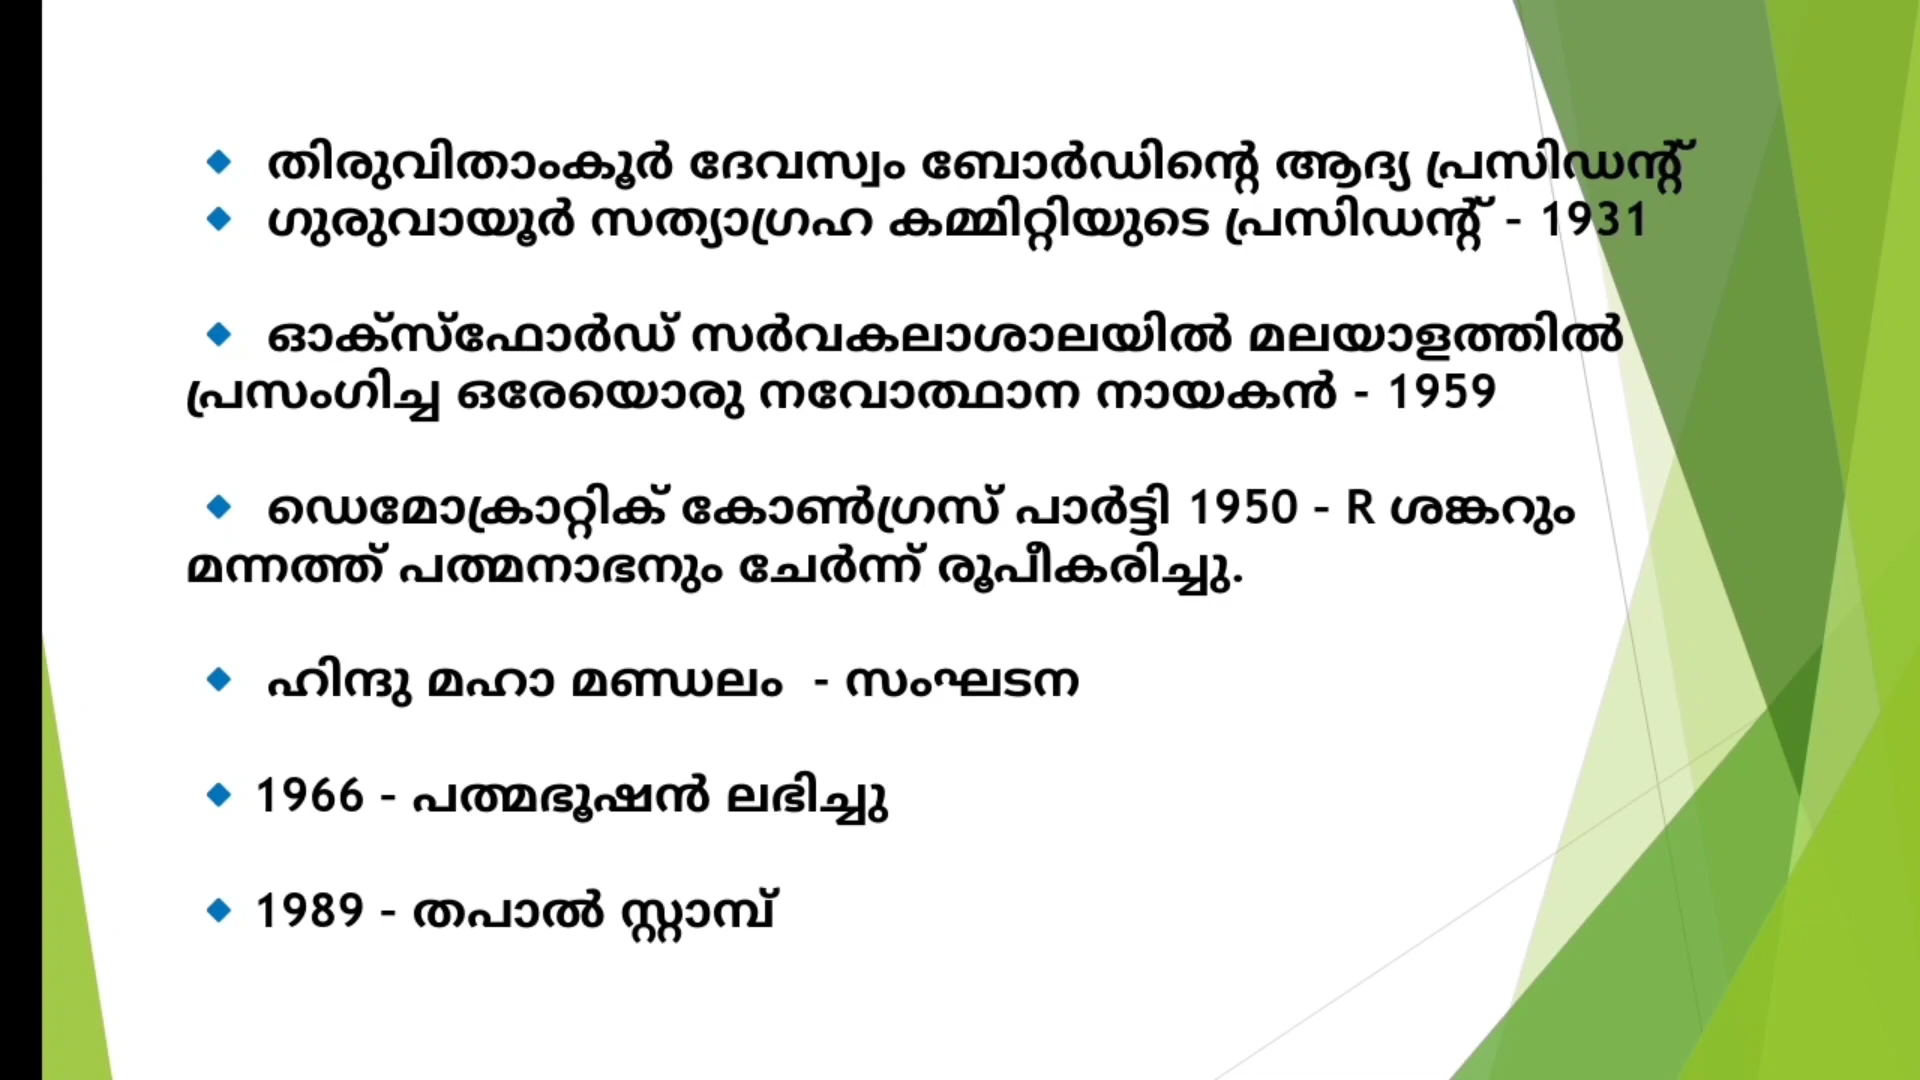 തിരുവിതാംകൂർ ദേവസ്വം ബോർഡിന്റെ ആദ്യ പ്രസിഡന്റ്
ഗുരുവായൂർ സത്യാഗ്രഹ കമ്മിറ്റിയുടെ പ്രസിഡന്റ് - 1931
ഓക്സ്ഫോർഡ് സർവകലാശാലയിൽ മലയാളത്തിൽ
പ്രസംഗിച്ച ഒരേയൊരു നവോത്ഥാന നായകൻ - 1959
ഡെമോക്രാറ്റിക് കോൺഗ്രസ് പാർട്ടി 1950 - R ശങ്കറും
മന്നത്ത് പത്മനാഭനും ചേർന്ന് രൂപീകരിച്ചു.
ഹിന്ദു മഹാ മണ്ഡലം - സംഘടന
1966 - പത്മഭൂഷൻ ലഭിച്ചു
1989 - തപാൽ സ്റ്റാമ്പ്